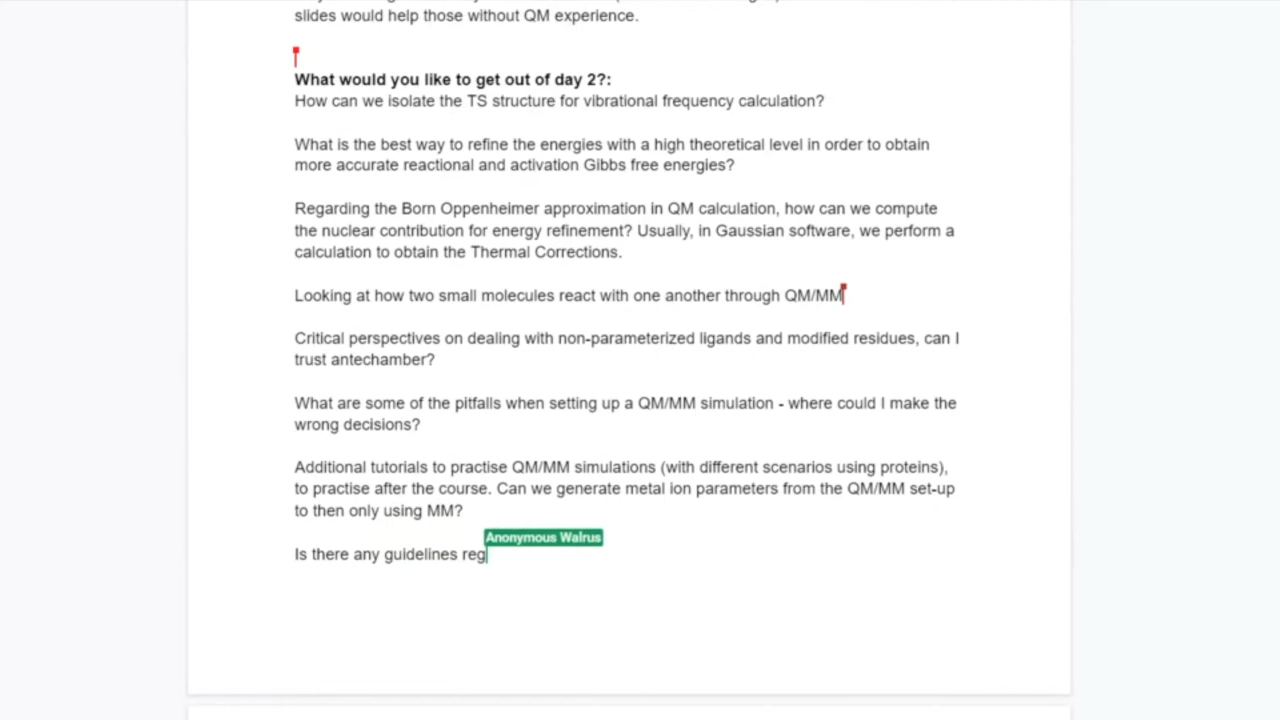 slides would help those without QM experience.
What would you like to get out of day 2?:
How can we isolate the TS structure for vibrational frequency calculation?
What is the best way to refine the energies with a high theoretical level in order to obtain
more accurate reactional and activation Gibbs free energies?
Regarding the Born Oppenheimer approximation in QM calculation, how can we compute
the nuclear contribution for energy refinement? Usually, in Gaussian software, we perform a
calculation to obtain the Thermal Corrections.
Looking at how two small molecules react with one another through QM/MM
Critical perspectives on dealing with non-parameterized ligands and modified residues, can I
trust antechamber?
What are some of the pitfalls when setting up a QM/MM simulation - where could I make the
wrong decisions?
Additional tutorials to practise QM/MM simulations (with different scenarios using proteins),
to practise after the course. Can we generate metal ion parameters from the QM/MM set-up
to then only using MM?
Anonymous Walrus
Is there any guidelines reg